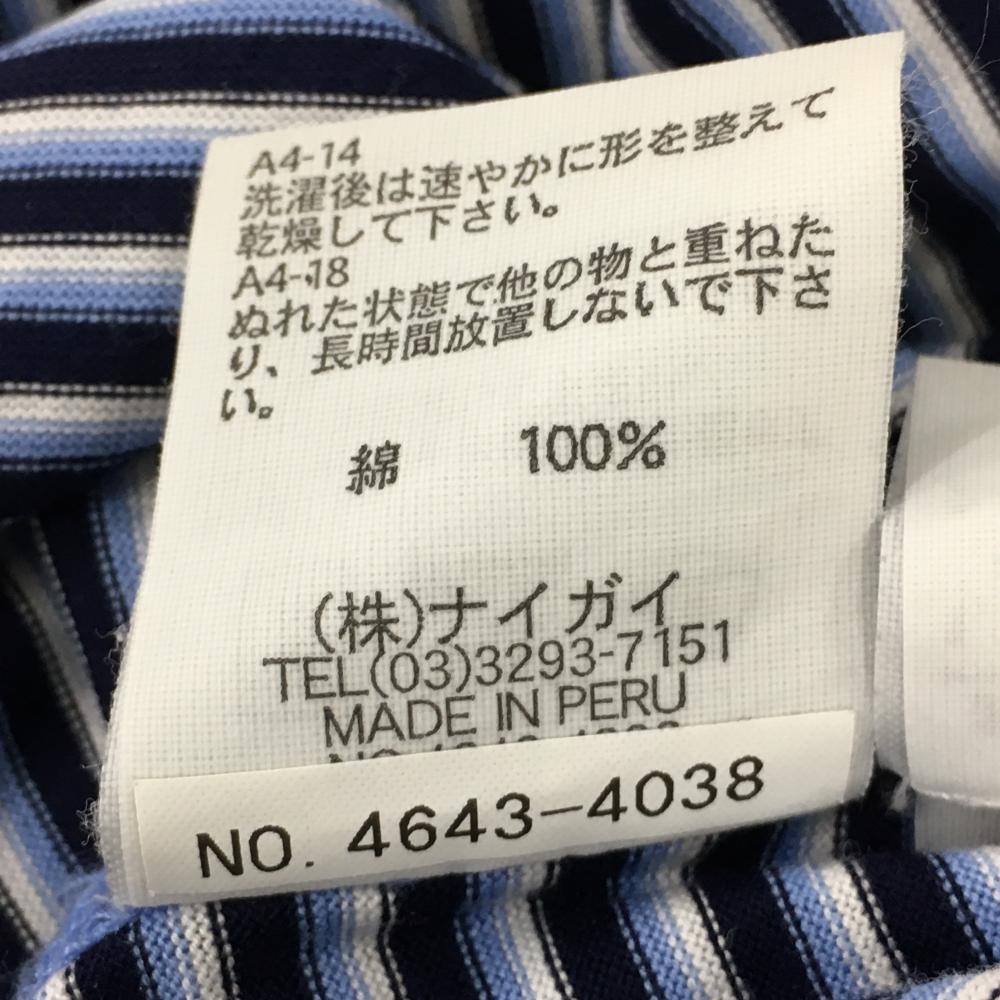 A4-14
洗濯後は速やかに形を整えて
乾燥して下さい。
A4-18
ぬれた状態で他の物と重ねた
り、長時間放置しないで下さ
い。
綿 100%
(株)ナイガイ
TEL(03)3293-7151
MADE IN PERU
NO. 4643-4038